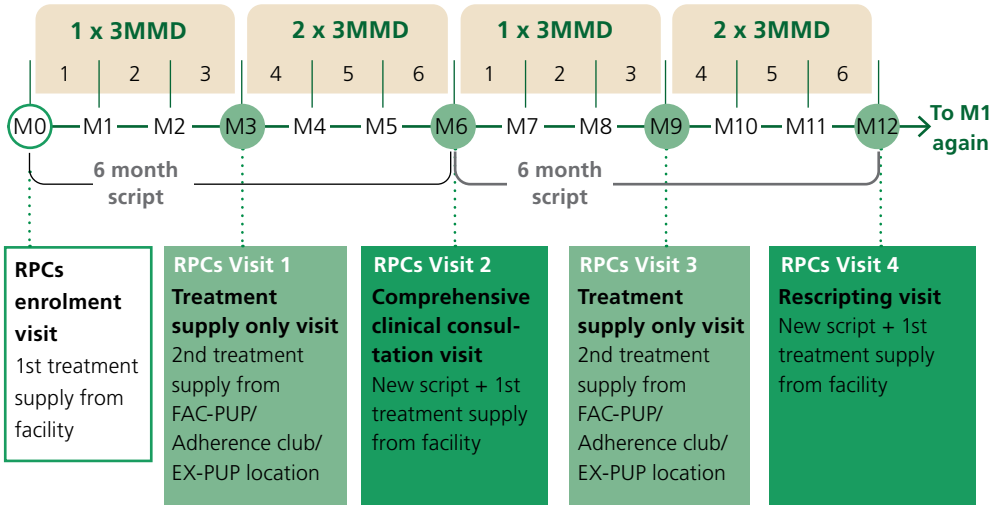 1 x 3MMD
2 x 3MMD
1 x 3MMD
2 x 3MMD
1 2 3 4 5 6 1 2 3 4 5 6
M0 M1 M2 M3 M4 M5 M6 M7 M8 M9 M10 M11 M12
To M1
again
6 month
script
6 month
script
RPCs
enrolment
visit
1st treatment
supply from
facility
RPCs Visit 1
Treatment
supply only visit
2nd treatment
supply from
FAC-PUP/
Adherence club/
EX-PUP location
RPCs Visit 2
Comprehensive
clinical consul-
tation visit
New script + 1st
treatment supply
from facility
RPCs Visit 3
Treatment
supply only visit
2nd treatment
supply from
FAC-PUP/
Adherence club/
EX-PUP location
RPCs Visit 4
Rescripting visit
New script + 1st
treatment supply
from facility